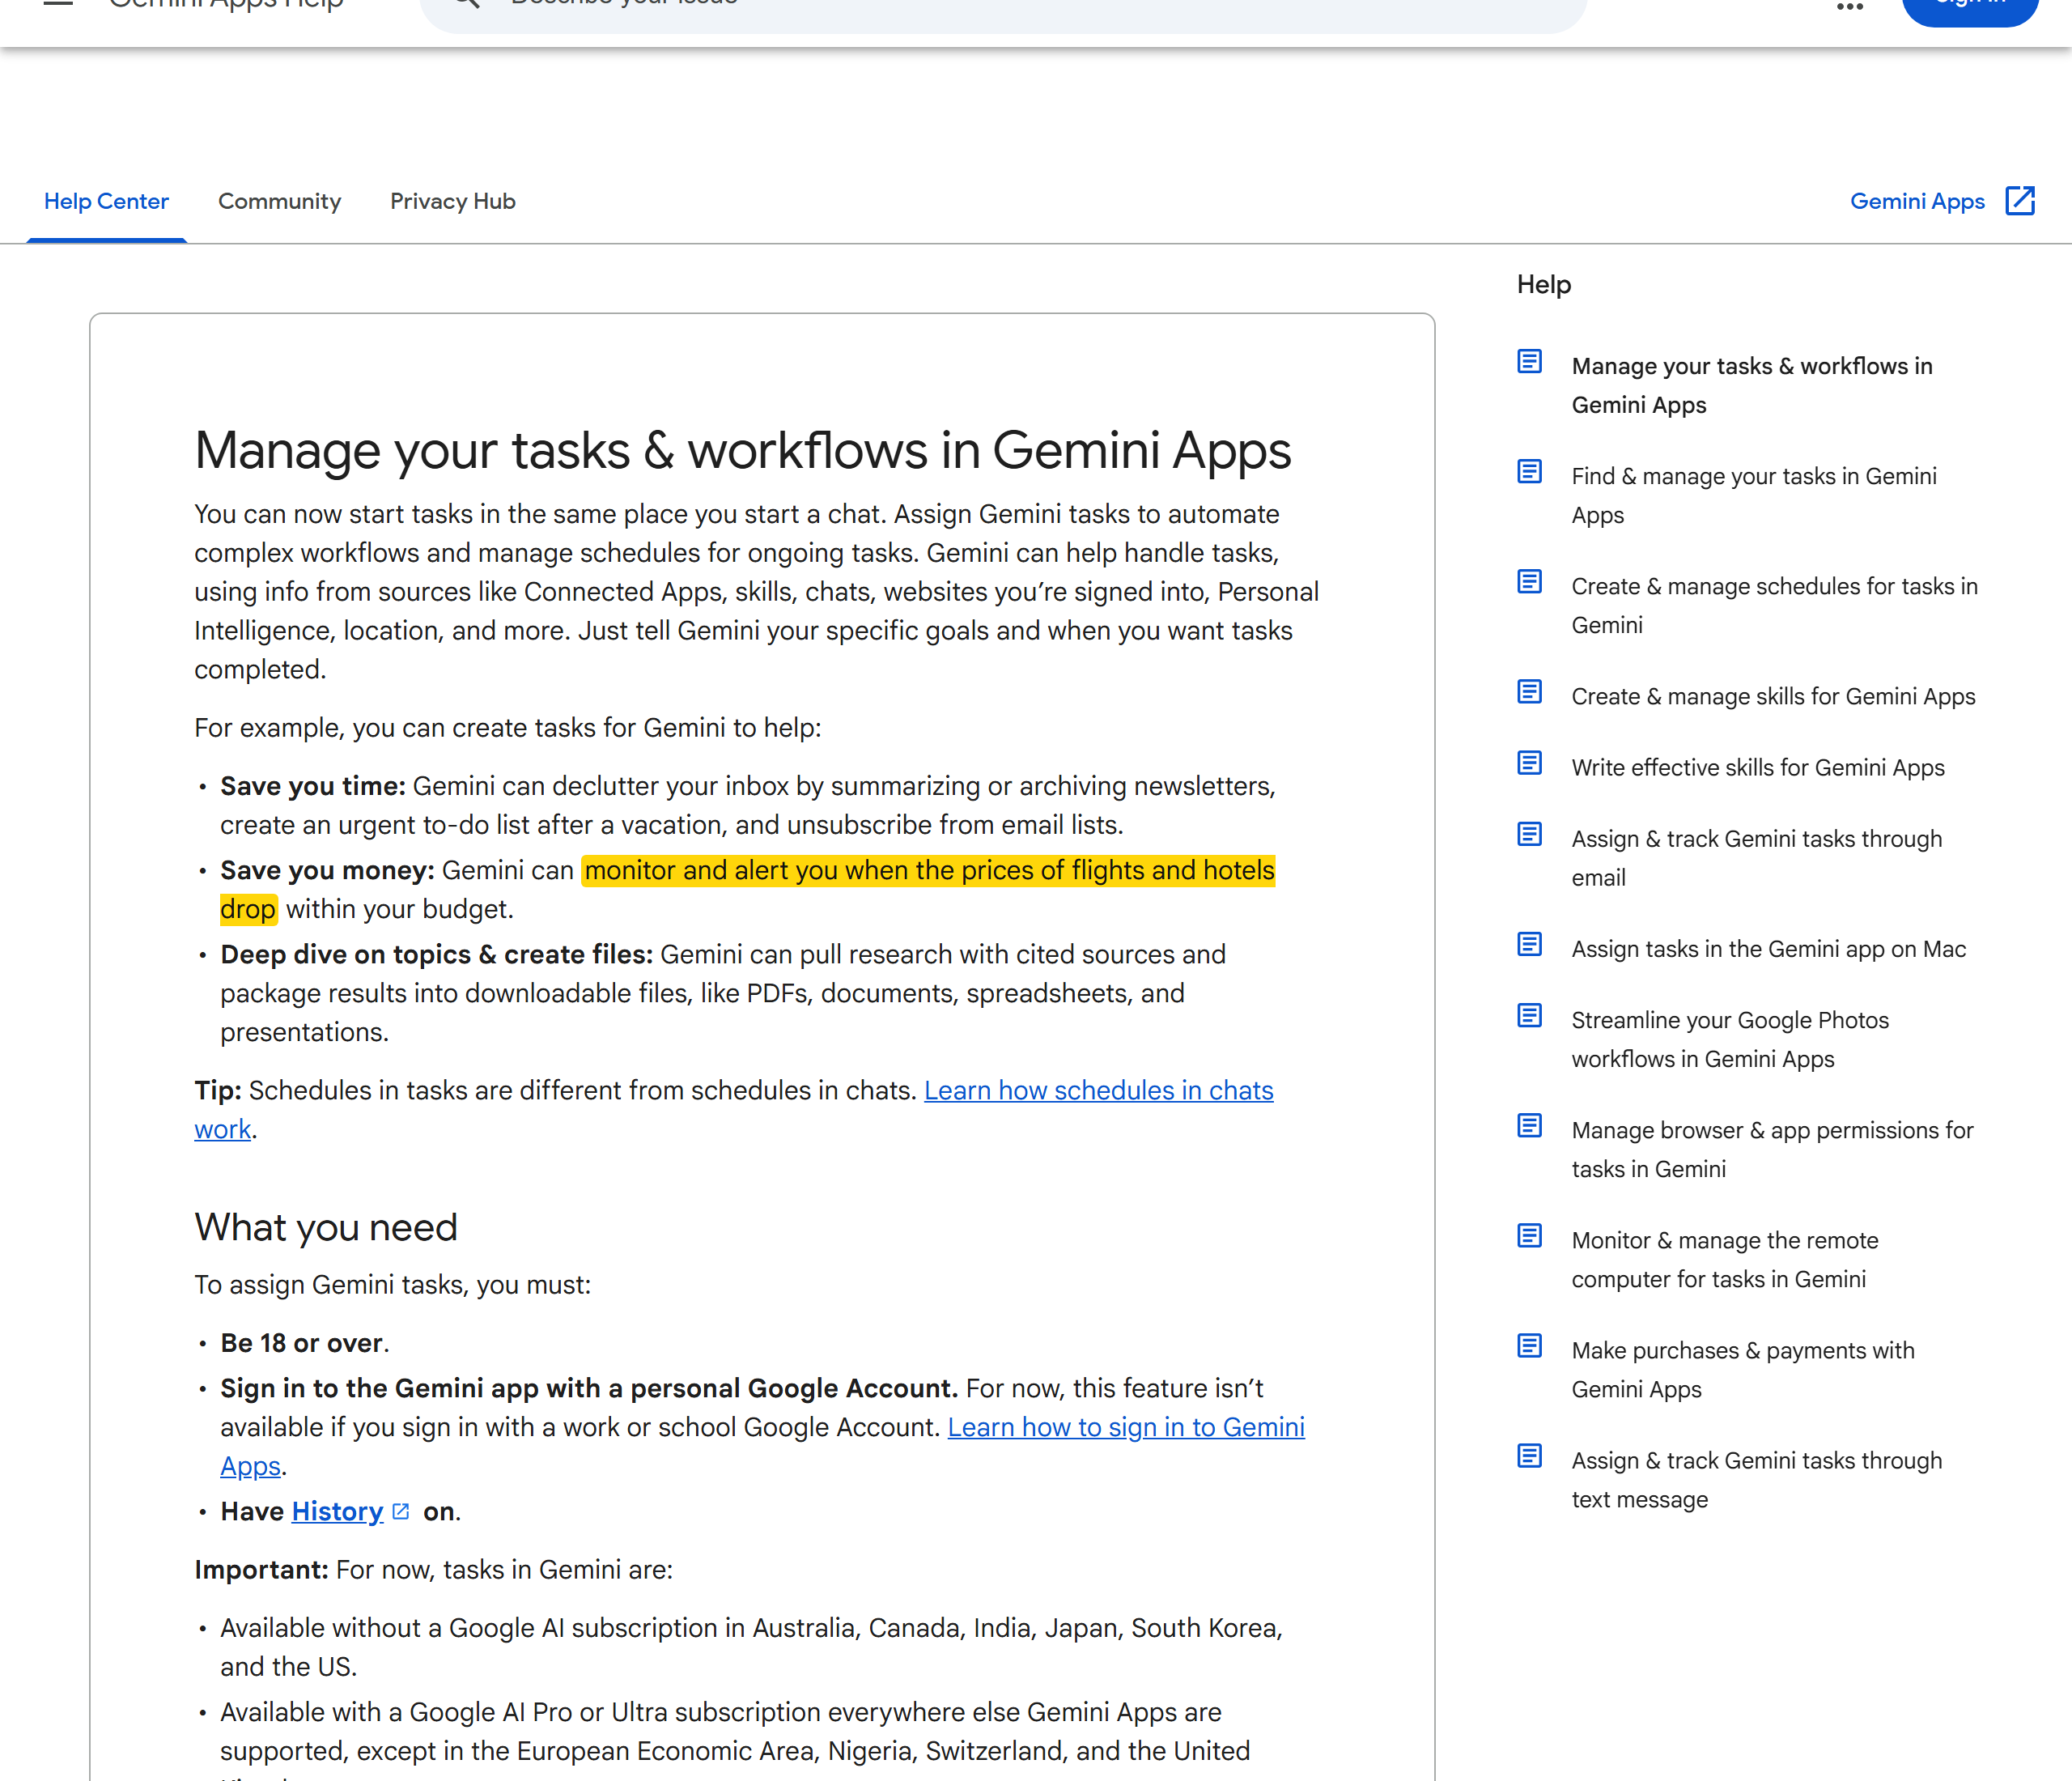 Gemini Apps Help
Describe your issue
Sign in
Help Center
Community
Privacy Hub
Gemini Apps
Manage your tasks & workflows in Gemini Apps
You can now start tasks in the same place you start a chat. Assign Gemini tasks to automate
complex workflows and manage schedules for ongoing tasks. Gemini can help handle tasks,
using info from sources like Connected Apps, skills, chats, websites you’re signed into, Personal
Intelligence, location, and more. Just tell Gemini your specific goals and when you want tasks
completed.
For example, you can create tasks for Gemini to help:
• Save you time: Gemini can declutter your inbox by summarizing or archiving newsletters,
create an urgent to-do list after a vacation, and unsubscribe from email lists.
• Save you money: Gemini can monitor and alert you when the prices of flights and hotels
drop within your budget.
• Deep dive on topics & create files: Gemini can pull research with cited sources and
package results into downloadable files, like PDFs, documents, spreadsheets, and
presentations.
Tip: Schedules in tasks are different from schedules in chats. Learn how schedules in chats
work.
What you need
To assign Gemini tasks, you must:
• Be 18 or over.
• Sign in to the Gemini app with a personal Google Account. For now, this feature isn’t
available if you sign in with a work or school Google Account. Learn how to sign in to Gemini
Apps.
• Have History on.
Important: For now, tasks in Gemini are:
• Available without a Google AI subscription in Australia, Canada, India, Japan, South Korea,
and the US.
• Available with a Google AI Pro or Ultra subscription everywhere else Gemini Apps are
supported, except in the European Economic Area, Nigeria, Switzerland, and the United
Help
Manage your tasks & workflows in
Gemini Apps
Find & manage your tasks in Gemini
Apps
Create & manage schedules for tasks in
Gemini
Create & manage skills for Gemini Apps
Write effective skills for Gemini Apps
Assign & track Gemini tasks through
email
Assign tasks in the Gemini app on Mac
Streamline your Google Photos
workflows in Gemini Apps
Manage browser & app permissions for
tasks in Gemini
Monitor & manage the remote
computer for tasks in Gemini
Make purchases & payments with
Gemini Apps
Assign & track Gemini tasks through
text message